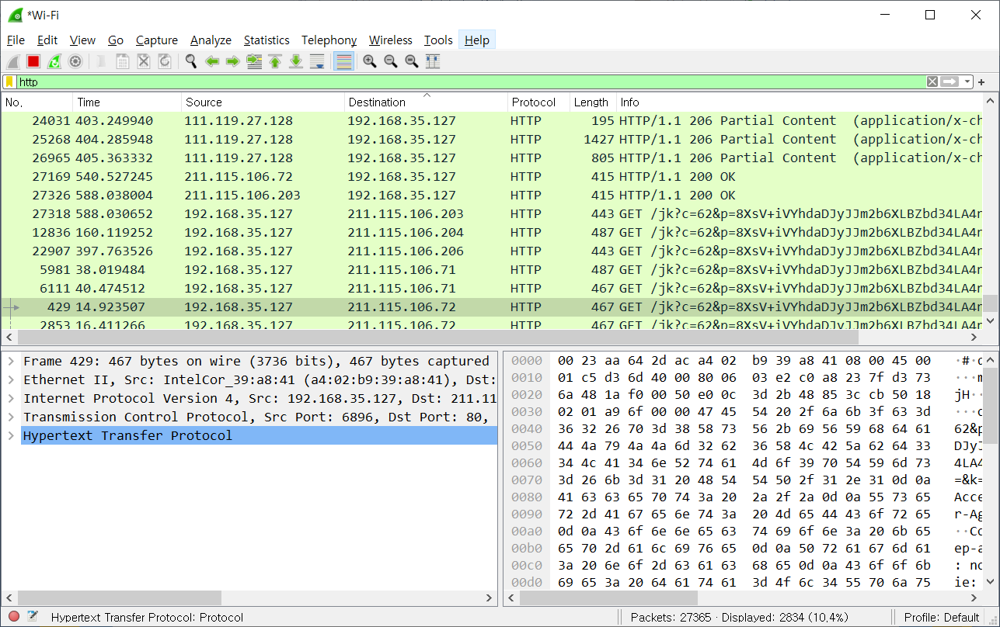 *Wi-Fi
File Edit View Go Capture Analyze Statistics Telephony Wireless Tools Help
http
No. Time Source Destination Protocol Length Info
24031 403.249940 111.119.27.128 192.168.35.127 HTTP 195 HTTP/1.1 206 Partial Content (application/x-ch
25268 404.285948 111.119.27.128 192.168.35.127 HTTP 1427 HTTP/1.1 206 Partial Content (application/x-ch
26965 405.363332 111.119.27.128 192.168.35.127 HTTP 805 HTTP/1.1 206 Partial Content (application/x-ch
27169 540.527245 211.115.106.72 192.168.35.127 HTTP 415 HTTP/1.1 200 OK
27326 588.038004 211.115.106.203 192.168.35.127 HTTP 415 HTTP/1.1 200 OK
27318 588.030652 192.168.35.127 211.115.106.203 HTTP 443 GET /jk?c=62&p=8XsV+iVYhdaDJyJJm2b6XLBZbd34LA4n
12836 160.119252 192.168.35.127 211.115.106.204 HTTP 487 GET /jk?c=62&p=8XsV+iVYhdaDJyJJm2b6XLBZbd34LA4n
22907 397.763526 192.168.35.127 211.115.106.206 HTTP 443 GET /jk?c=62&p=8XsV+iVYhdaDJyJJm2b6XLBZbd34LA4n
5981 38.019484 192.168.35.127 211.115.106.71 HTTP 487 GET /jk?c=62&p=8XsV+iVYhdaDJyJJm2b6XLBZbd34LA4n
6111 40.474512 192.168.35.127 211.115.106.71 HTTP 467 GET /jk?c=62&p=8XsV+iVYhdaDJyJJm2b6XLBZbd34LA4n
429 14.923507 192.168.35.127 211.115.106.72 HTTP 467 GET /jk?c=62&p=8XsV+iVYhdaDJyJJm2b6XLBZbd34LA4n
2853 16.411266 192.168.35.127 211.115.106.72 HTTP 467 GET /jk?c=62&p=8XsV+iVYhdaDJyJJm2b6XLBZbd34LA4n
Frame 429: 467 bytes on wire (3736 bits), 467 bytes captured
Ethernet II, Src: IntelCor_39:a8:41 (a4:02:b9:39:a8:41), Dst:
Internet Protocol Version 4, Src: 192.168.35.127, Dst: 211.11
Transmission Control Protocol, Src Port: 6896, Dst Port: 80,
Hypertext Transfer Protocol
0000 00 23 aa 64 2d ac a4 02 b9 39 a8 41 08 00 45 00 ·#·d
0010 01 c5 d3 6d 40 00 80 06 03 e2 c0 a8 23 7f d3 73 ···m
0020 6a 48 1a f0 00 50 e0 0c 3d 2b 48 85 3c cb 50 18 jH··
0030 02 01 a9 6f 00 00 47 45 54 20 2f 6a 6b 3f 63 3d ···o
0040 36 32 26 70 3d 38 58 73 56 2b 69 56 59 68 64 61 62&p
0050 44 4a 79 4a 4a 6d 32 62 36 58 4c 42 5a 62 64 33 DJyJ
0060 34 4c 41 34 6e 52 74 61 4d 6f 39 70 54 59 6d 73 4LA4
0070 3d 26 6b 3d 31 20 48 54 54 50 2f 31 2e 31 0d 0a =&k=
0080 41 63 63 65 70 74 3a 20 2a 2f 2a 0d 0a 55 73 65 Acce
0090 72 2d 41 67 65 6e 74 3a 20 4d 65 44 43 6f 72 65 r-Ag
00a0 0d 0a 43 6f 6e 6e 65 63 74 69 6f 6e 3a 20 6b 65 ··Co
00b0 65 70 2d 61 6c 69 76 65 0d 0a 50 72 61 67 6d 61 ep-a
00c0 3a 20 6e 6f 2d 63 61 63 68 65 0d 0a 43 6f 6f 6b : no
00d0 69 65 3a 20 64 61 74 61 3d 4f 6c 34 55 70 6a 75 ie:
Hypertext Transfer Protocol: Protocol
Packets: 27365 · Displayed: 2834 (10,4%)
Profile: Default